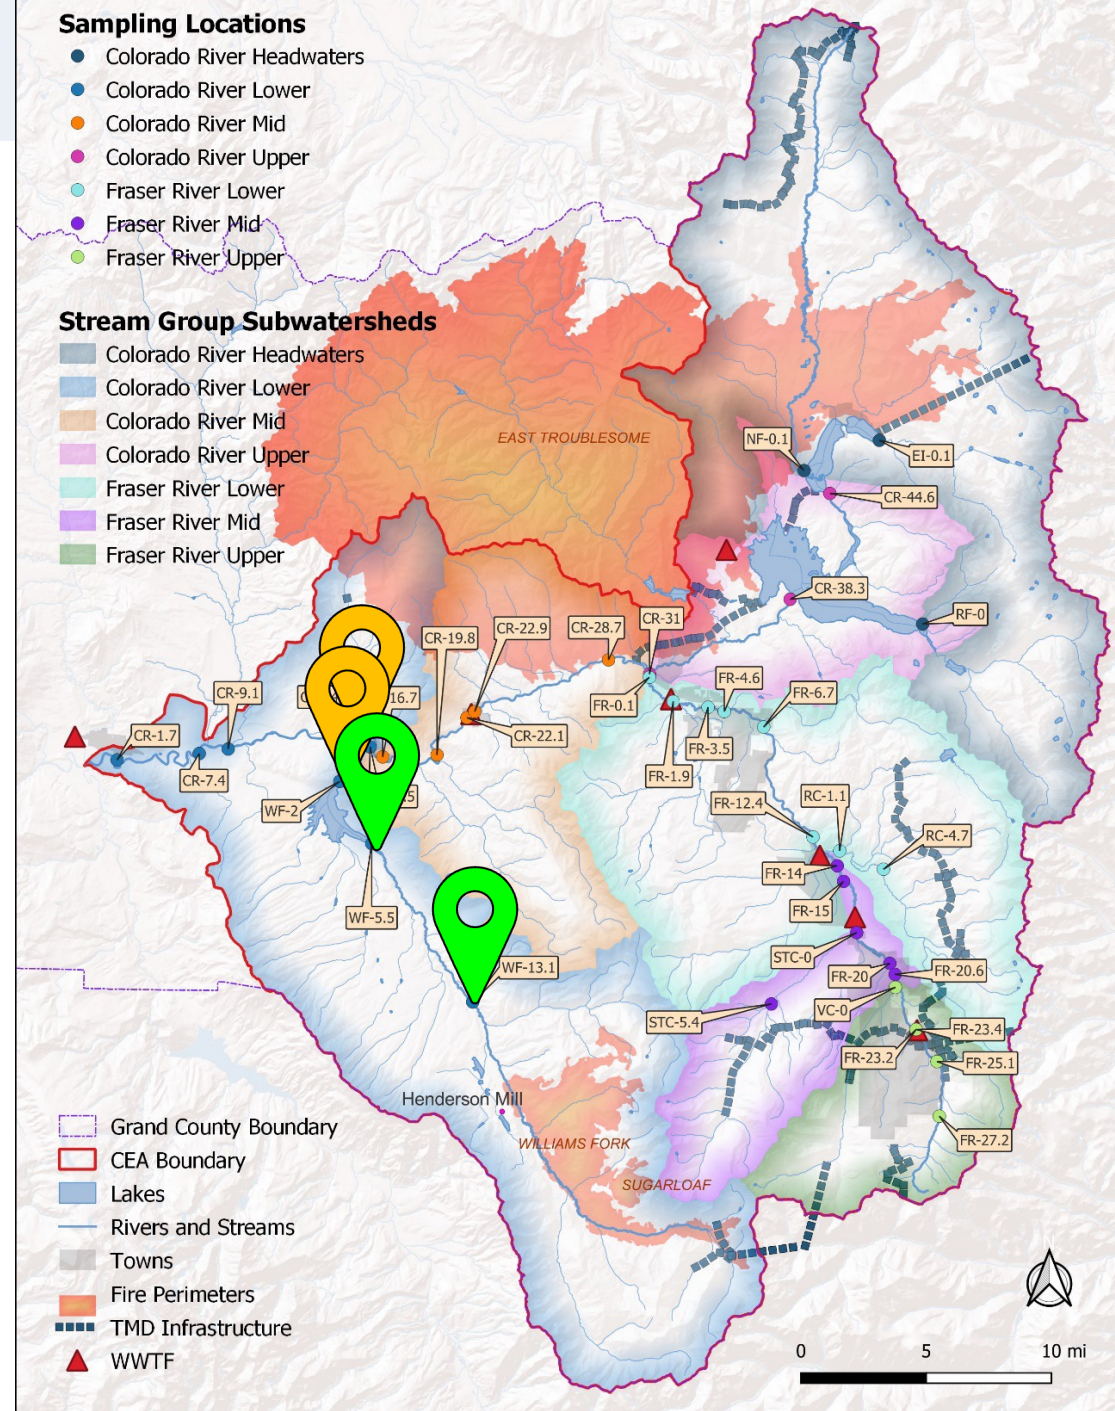 Sampling Locations
Colorado River Headwaters
Colorado River Lower
Colorado River Mid
Colorado River Upper
Fraser River Lower
Fraser River Mid
Fraser River Upper
Stream Group Subwatersheds
Colorado River Headwaters
Colorado River Lower
Colorado River Mid
Colorado River Upper
Fraser River Lower
Fraser River Mid
Fraser River Upper
EAST TROUBLESOME
NF-0.1
EI-0.1
CR-44.6
CR-38.3
RF-0
CR-31
CR-28.7
CR-22.9
CR-19.8
16.7
CR-9.1
CR-1.7
CR-7.4
CR-22.1
FR-0.1
FR-4.6
FR-6.7
FR-3.5
FR-1.9
WF-2
FR-12.4
RC-1.1
RC-4.7
FR-14
FR-15
WF-5.5
STC-0
FR-20
FR-20.6
WF-13.1
VC-0
STC-5.4
FR-23.4
FR-23.2
FR-25.1
FR-27.2
Henderson Mill
WILLIAMS FORK
SUGARLOAF
Grand County Boundary
CEA Boundary
Lakes
Rivers and Streams
Towns
Fire Perimeters
TMD Infrastructure
WWTF
0 5 10 mi